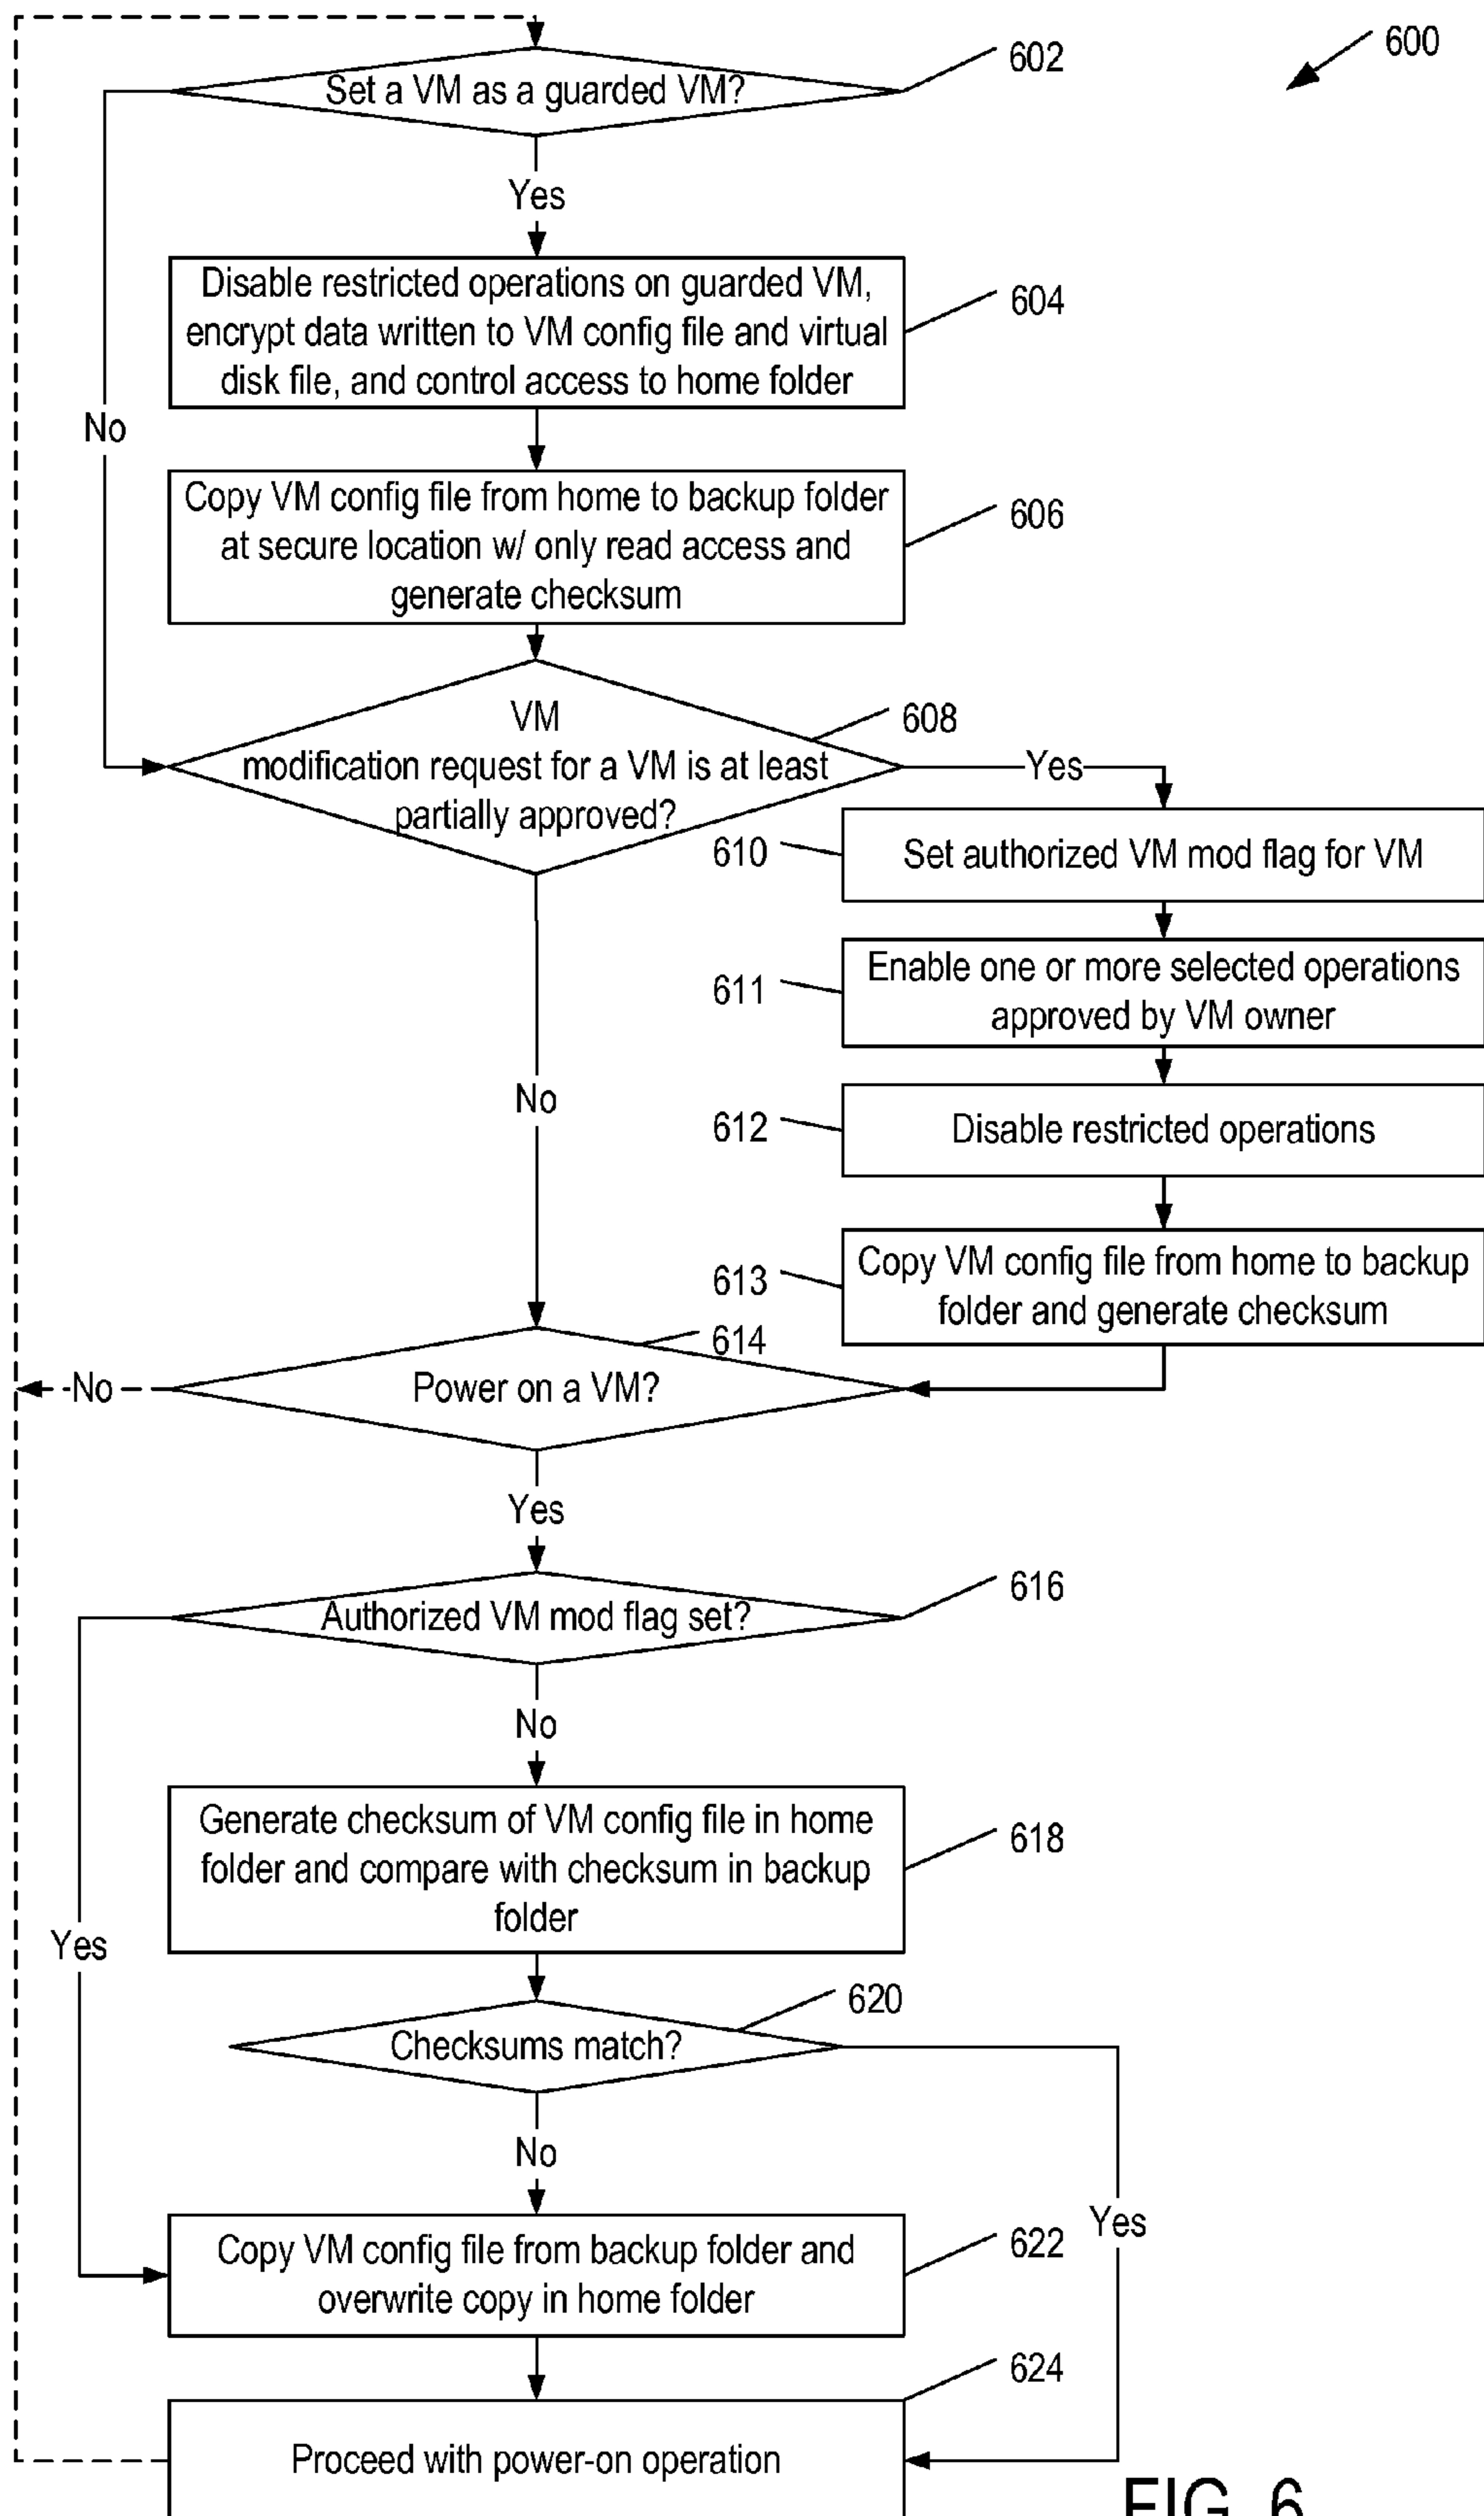 600
Set a VM as a guarded VM?
602
Yes
No
Disable restricted operations on guarded VM,
encrypt data written to VM config file and virtual
disk file, and control access to home folder
604
Copy VM config file from home to backup folder
at secure location w/ only read access and
generate checksum
606
VM
modification request for a VM is at least
partially approved?
608
Yes
610
Set authorized VM mod flag for VM
611
Enable one or more selected operations
approved by VM owner
No
612
Disable restricted operations
613
Copy VM config file from home to backup
folder and generate checksum
614
Power on a VM?
No
Yes
Authorized VM mod flag set?
616
No
Yes
Generate checksum of VM config file in home
folder and compare with checksum in backup
folder
618
Checksums match?
620
No
Yes
Copy VM config file from backup folder and
overwrite copy in home folder
622
Proceed with power-on operation
624
FIG. 6